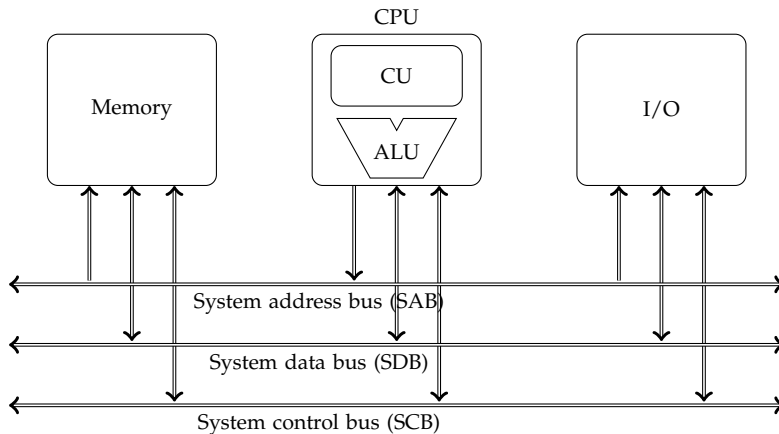 CPU
Memory
CU
ALU
I/O
System address bus (SAB)
System data bus (SDB)
System control bus (SCB)